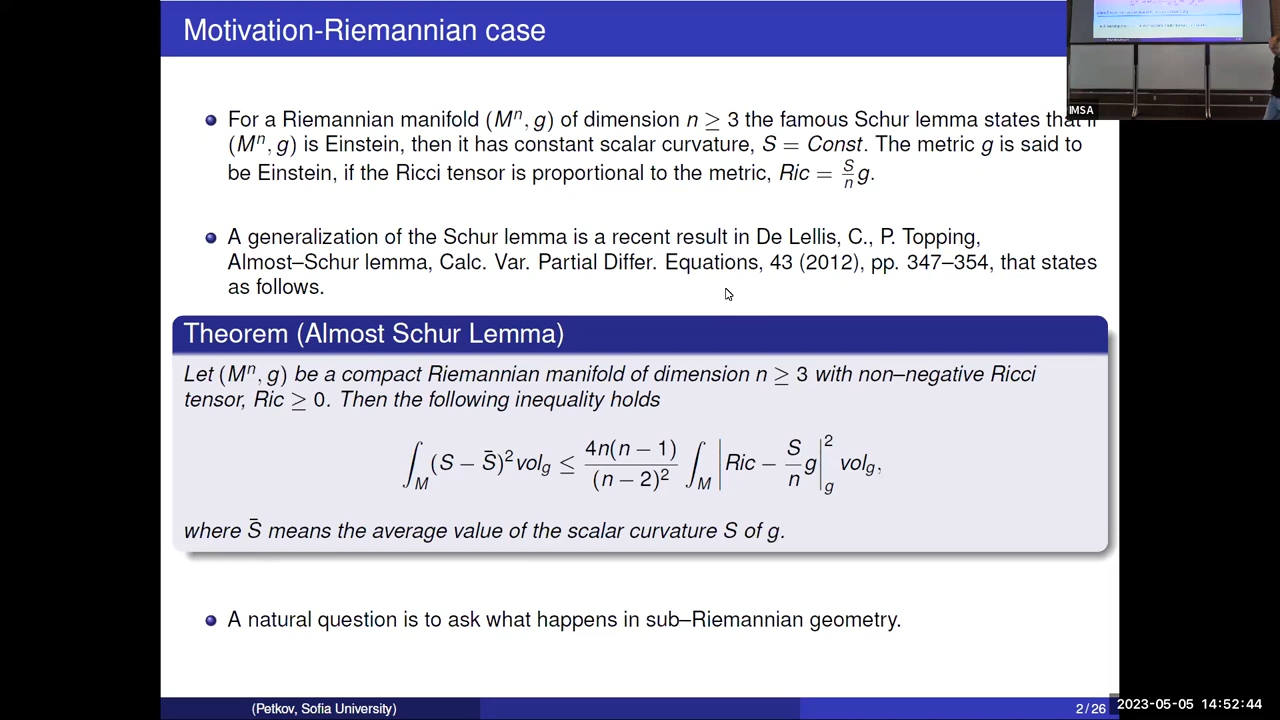 Motivation-Riemannian case
IMSA
For a Riemannian manifold (Mⁿ, g) of dimension n ≥ 3 the famous Schur lemma states that if
(Mⁿ, g) is Einstein, then it has constant scalar curvature, S = Const. The metric g is said to
be Einstein, if the Ricci tensor is proportional to the metric, Ric = S/n g.
A generalization of the Schur lemma is a recent result in De Lellis, C., P. Topping,
Almost–Schur lemma, Calc. Var. Partial Differ. Equations, 43 (2012), pp. 347–354, that states
as follows.
Theorem (Almost Schur Lemma)
Let (Mⁿ, g) be a compact Riemannian manifold of dimension n ≥ 3 with non–negative Ricci
tensor, Ric ≥ 0. Then the following inequality holds
∫_M (S − S̄)² vol_g ≤ 4n(n − 1)/(n − 2)² ∫_M |Ric − S/n g|²_g vol_g,
where S̄ means the average value of the scalar curvature S of g.
A natural question is to ask what happens in sub–Riemannian geometry.
(Petkov, Sofia University)
2 / 26
2023-05-05 14:52:44